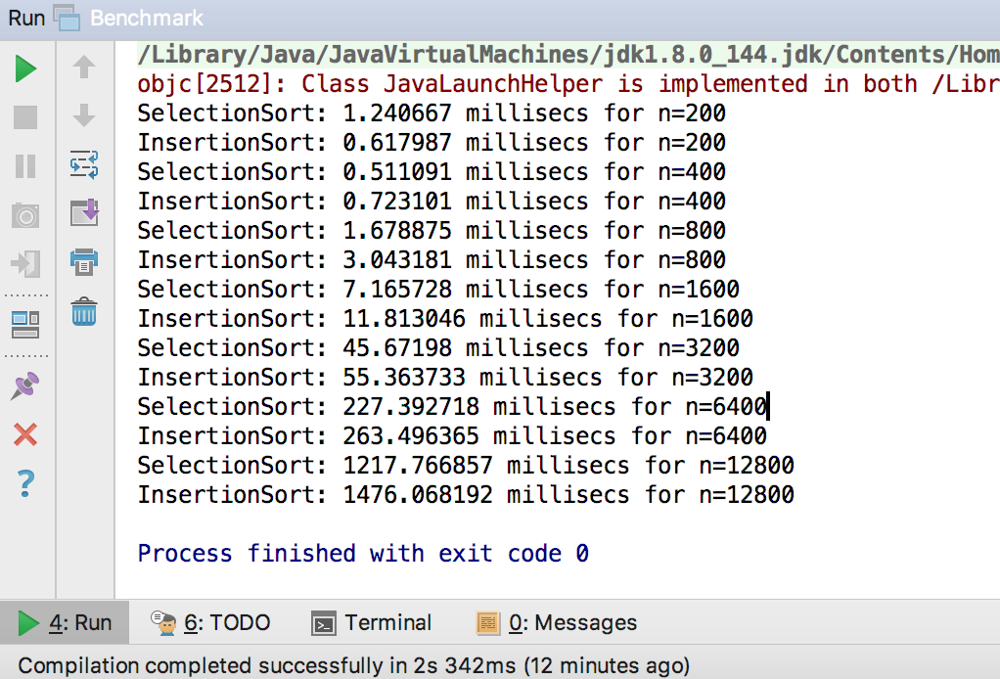 Run Benchmark
/Library/Java/JavaVirtualMachines/jdk1.8.0_144.jdk/Contents/Hom
objc[2512]: Class JavaLaunchHelper is implemented in both /Libr
SelectionSort: 1.240667 millisecs for n=200
InsertionSort: 0.617987 millisecs for n=200
SelectionSort: 0.511091 millisecs for n=400
InsertionSort: 0.723101 millisecs for n=400
SelectionSort: 1.678875 millisecs for n=800
InsertionSort: 3.043181 millisecs for n=800
SelectionSort: 7.165728 millisecs for n=1600
InsertionSort: 11.813046 millisecs for n=1600
SelectionSort: 45.67198 millisecs for n=3200
InsertionSort: 55.363733 millisecs for n=3200
SelectionSort: 227.392718 millisecs for n=6400
InsertionSort: 263.496365 millisecs for n=6400
SelectionSort: 1217.766857 millisecs for n=12800
InsertionSort: 1476.068192 millisecs for n=12800
Process finished with exit code 0
4: Run 6: TODO Terminal 0: Messages
Compilation completed successfully in 2s 342ms (12 minutes ago)